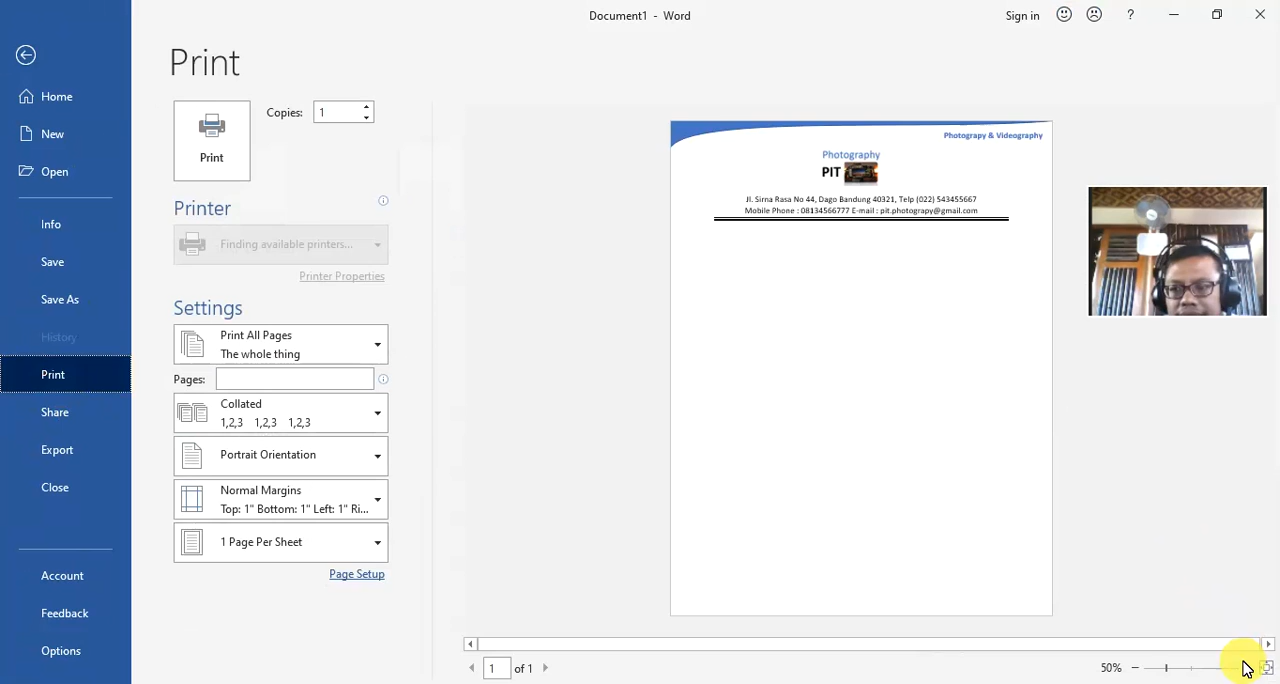 Document1 - Word
Sign in
?
Print
Home
New
Open
Info
Save
Save As
History
Print
Share
Export
Close
Account
Feedback
Options
Print
Copies: 1
Printer
Finding available printers...
Printer Properties
Settings
Print All Pages
The whole thing
Pages:
Collated
1,2,3 1,2,3 1,2,3
Portrait Orientation
Normal Margins
Top: 1" Bottom: 1" Left: 1" Ri...
1 Page Per Sheet
Page Setup
Photograpy & Videography
Photography
PIT
Jl. Sirna Rasa No 44, Dago Bandung 40321, Telp (022) 543455667
Mobile Phone : 08134566777 E-mail : pit.photograpy@gmail.com
1 of 1
50%